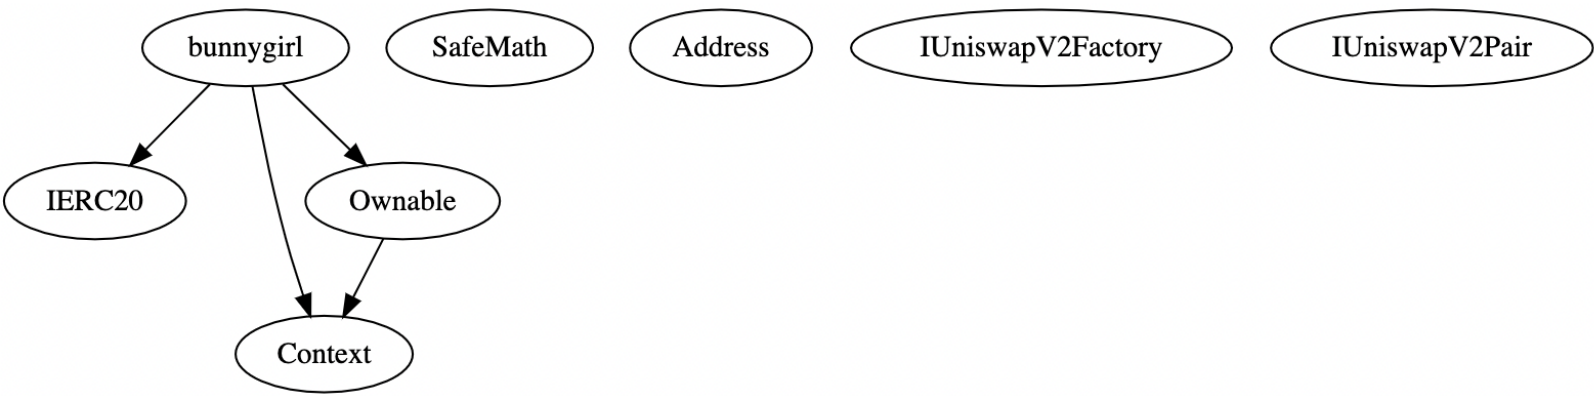 bunnygirl
SafeMath
Address
IUniswapV2Factory
IUniswapV2Pair
IERC20
Ownable
Context